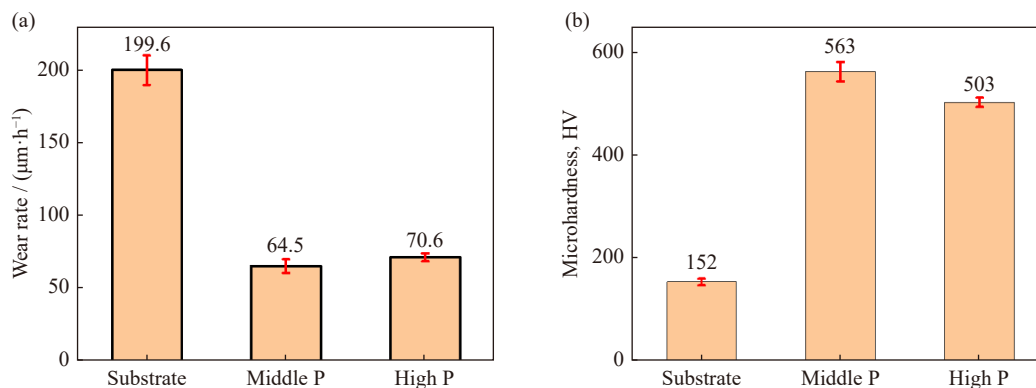 (a)
Wear rate / (μm·h⁻¹)
200
150
100
50
0
199.6
64.5
70.6
Substrate
Middle P
High P
(b)
Microhardness, HV
600
400
200
0
152
563
503
Substrate
Middle P
High P